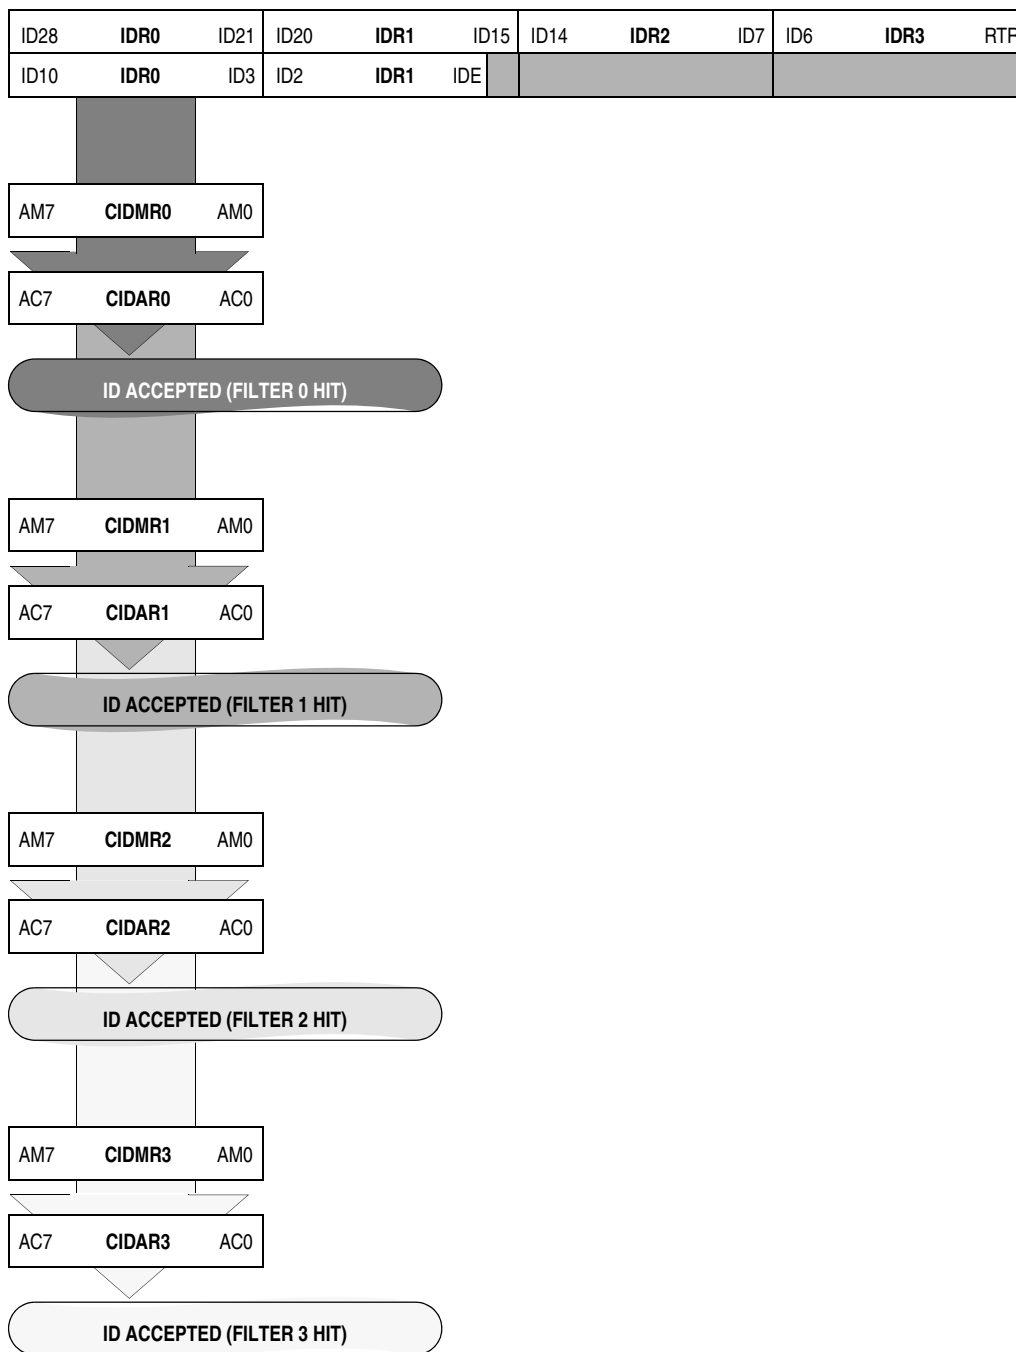 ID28 IDR0 ID21 ID20 IDR1 ID15 ID14 IDR2 ID7 ID6 IDR3 RTR
ID10 IDR0 ID3 ID2 IDR1 IDE
AM7 CIDMR0 AM0
AC7 CIDAR0 AC0
ID ACCEPTED (FILTER 0 HIT)
AM7 CIDMR1 AM0
AC7 CIDAR1 AC0
ID ACCEPTED (FILTER 1 HIT)
AM7 CIDMR2 AM0
AC7 CIDAR2 AC0
ID ACCEPTED (FILTER 2 HIT)
AM7 CIDMR3 AM0
AC7 CIDAR3 AC0
ID ACCEPTED (FILTER 3 HIT)